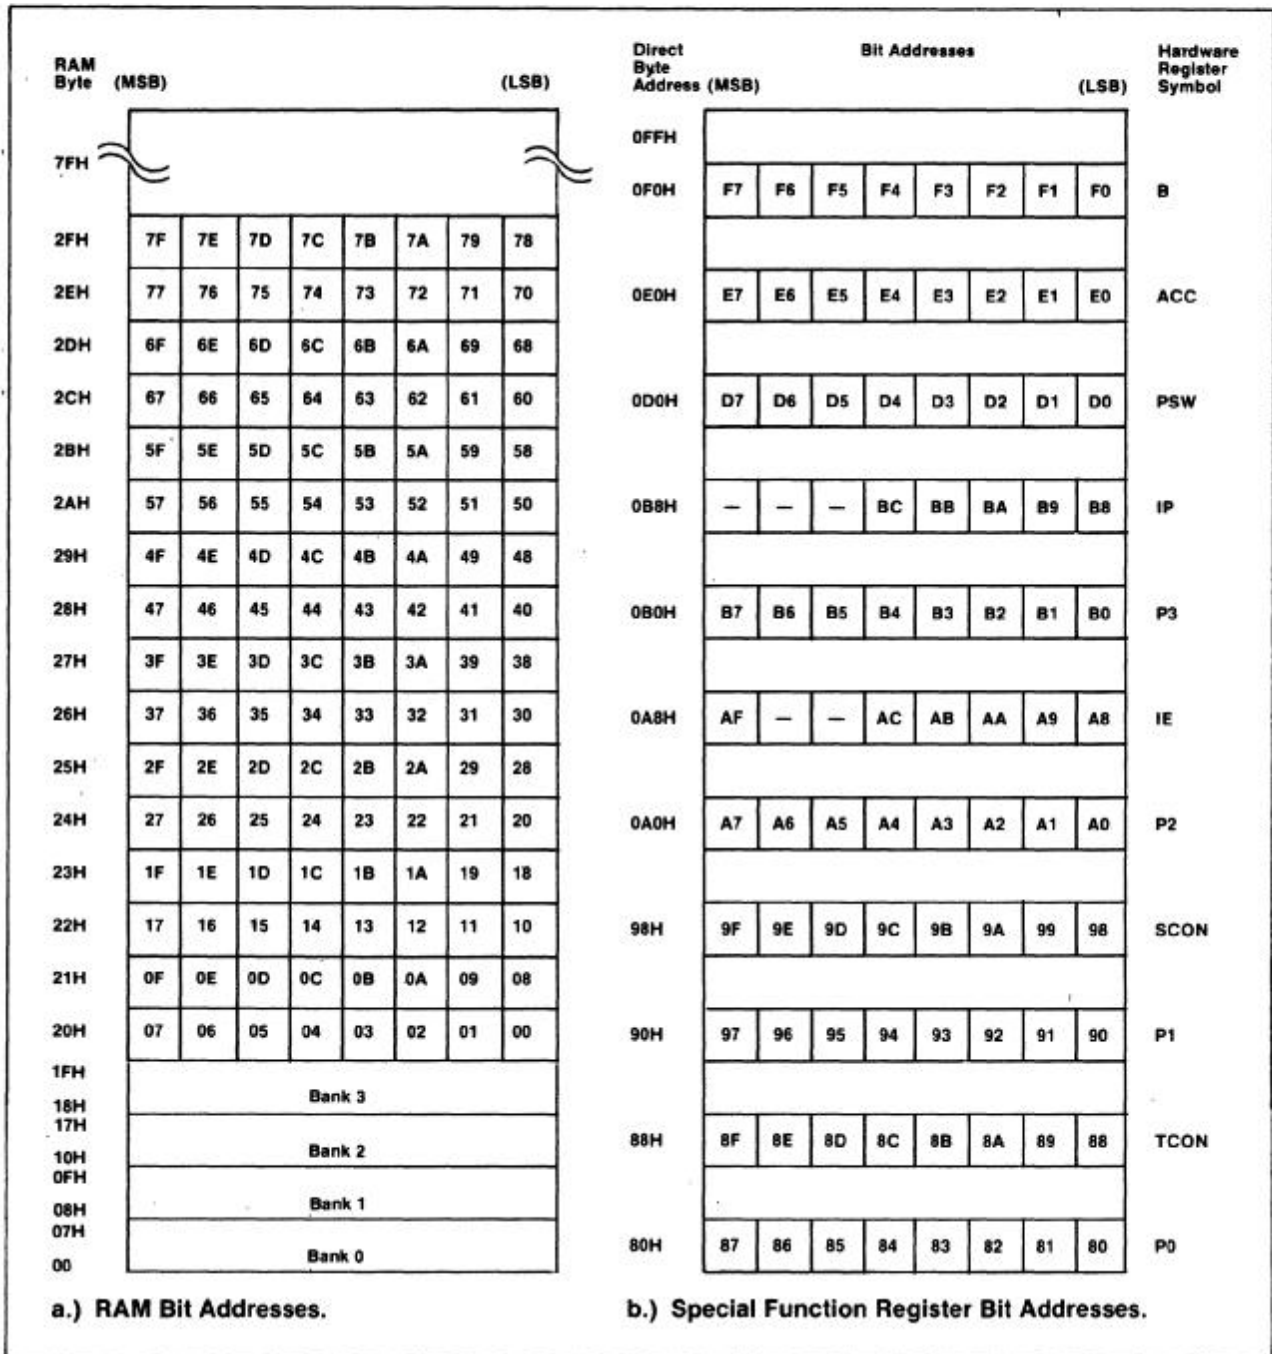 RAM
Byte (MSB) (LSB)
7FH
2FH 7F 7E 7D 7C 7B 7A 79 78
2EH 77 76 75 74 73 72 71 70
2DH 6F 6E 6D 6C 6B 6A 69 68
2CH 67 66 65 64 63 62 61 60
2BH 5F 5E 5D 5C 5B 5A 59 58
2AH 57 56 55 54 53 52 51 50
29H 4F 4E 4D 4C 4B 4A 49 48
28H 47 46 45 44 43 42 41 40
27H 3F 3E 3D 3C 3B 3A 39 38
26H 37 36 35 34 33 32 31 30
25H 2F 2E 2D 2C 2B 2A 29 28
24H 27 26 25 24 23 22 21 20
23H 1F 1E 1D 1C 1B 1A 19 18
22H 17 16 15 14 13 12 11 10
21H 0F 0E 0D 0C 0B 0A 09 08
20H 07 06 05 04 03 02 01 00
1FH
Bank 3
18H
17H
Bank 2
10H
0FH
Bank 1
08H
07H
Bank 0
00
a.) RAM Bit Addresses.
Direct Bit Addresses Hardware
Byte Register
Address (MSB) (LSB) Symbol
0FFH
0F0H F7 F6 F5 F4 F3 F2 F1 F0 B
0E0H E7 E6 E5 E4 E3 E2 E1 E0 ACC
0D0H D7 D6 D5 D4 D3 D2 D1 D0 PSW
0B8H — — — BC BB BA B9 B8 IP
0B0H B7 B6 B5 B4 B3 B2 B1 B0 P3
0A8H AF — — AC AB AA A9 A8 IE
0A0H A7 A6 A5 A4 A3 A2 A1 A0 P2
98H 9F 9E 9D 9C 9B 9A 99 98 SCON
90H 97 96 95 94 93 92 91 90 P1
88H 8F 8E 8D 8C 8B 8A 89 88 TCON
80H 87 86 85 84 83 82 81 80 P0
b.) Special Function Register Bit Addresses.